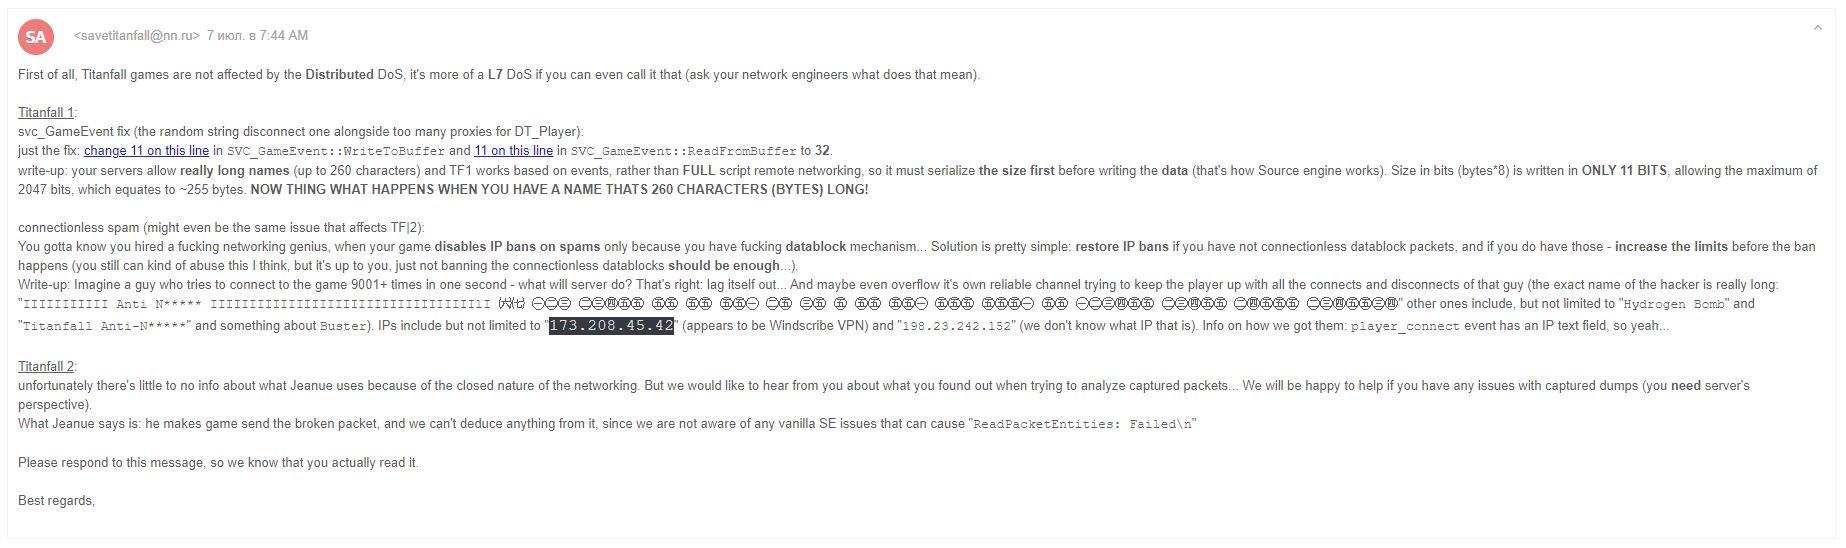 SA <savetitanfall@nn.ru> 7 июл. в 7:44 AM
First of all, Titanfall games are not affected by the Distributed DoS, it's more of a L7 DoS if you can even call it that (ask your network engineers what does that mean).
Titanfall 1:
svc_GameEvent fix (the random string disconnect one alongside too many proxies for DT_Player):
just the fix: change 11 on this line in SVC_GameEvent::WriteToBuffer and 11 on this line in SVC_GameEvent::ReadFromBuffer to 32.
write-up: your servers allow really long names (up to 260 characters) and TF1 works based on events, rather than FULL script remote networking, so it must serialize the size first before writing the data (that's how Source engine works). Size in bits (bytes*8) is written in ONLY 11 BITS, allowing the maximum of
2047 bits, which equates to ~255 bytes. NOW THING WHAT HAPPENS WHEN YOU HAVE A NAME THATS 260 CHARACTERS (BYTES) LONG!
connectionless spam (might even be the same issue that affects TF|2):
You gotta know you hired a fucking networking genius, when your game disables IP bans on spams only because you have fucking datablock mechanism... Solution is pretty simple: restore IP bans if you have not connectionless datablock packets, and if you do have those - increase the limits before the ban
happens (you still can kind of abuse this I think, but it's up to you, just not banning the connectionless datablocks should be enough...).
Write-up: Imagine a guy who tries to connect to the game 9001+ times in one second - what will server do? That's right: lag itself out... And maybe even overflow it's own reliable channel trying to keep the player up with all the connects and disconnects of that guy (the exact name of the hacker is really long:
" Anti N***** " other ones include, but not limited to "Hydrogen Bomb" and
"Titanfall Anti-N*****" and something about Buster). IPs include but not limited to "173.208.45.42" (appears to be Windscribe VPN) and "198.23.242.152" (we don't know what IP that is). Info on how we got them: player_connect event has an IP text field, so yeah...
Titanfall 2:
unfortunately there's little to no info about what Jeanue uses because of the closed nature of the networking. But we would like to hear from you about what you found out when trying to analyze captured packets... We will be happy to help if you have any issues with captured dumps (you need server's
perspective).
What Jeanue says is: he makes game send the broken packet, and we can't deduce anything from it, since we are not aware of any vanilla SE issues that can cause "ReadPacketEntities: Failed\n"
Please respond to this message, so we know that you actually read it.
Best regards,